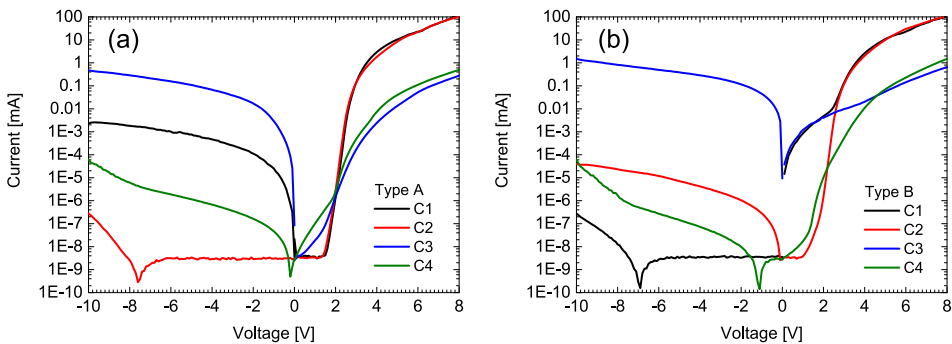 (a)
Current [mA]
100
10
1
0.1
0.01
1E-3
1E-4
1E-5
1E-6
1E-7
1E-8
1E-9
1E-10
Type A
C1
C2
C3
C4
-10 -8 -6 -4 -2 0 2 4 6 8
Voltage [V]
(b)
Current [mA]
100
10
1
0.1
0.01
1E-3
1E-4
1E-5
1E-6
1E-7
1E-8
1E-9
1E-10
Type B
C1
C2
C3
C4
-10 -8 -6 -4 -2 0 2 4 6 8
Voltage [V]